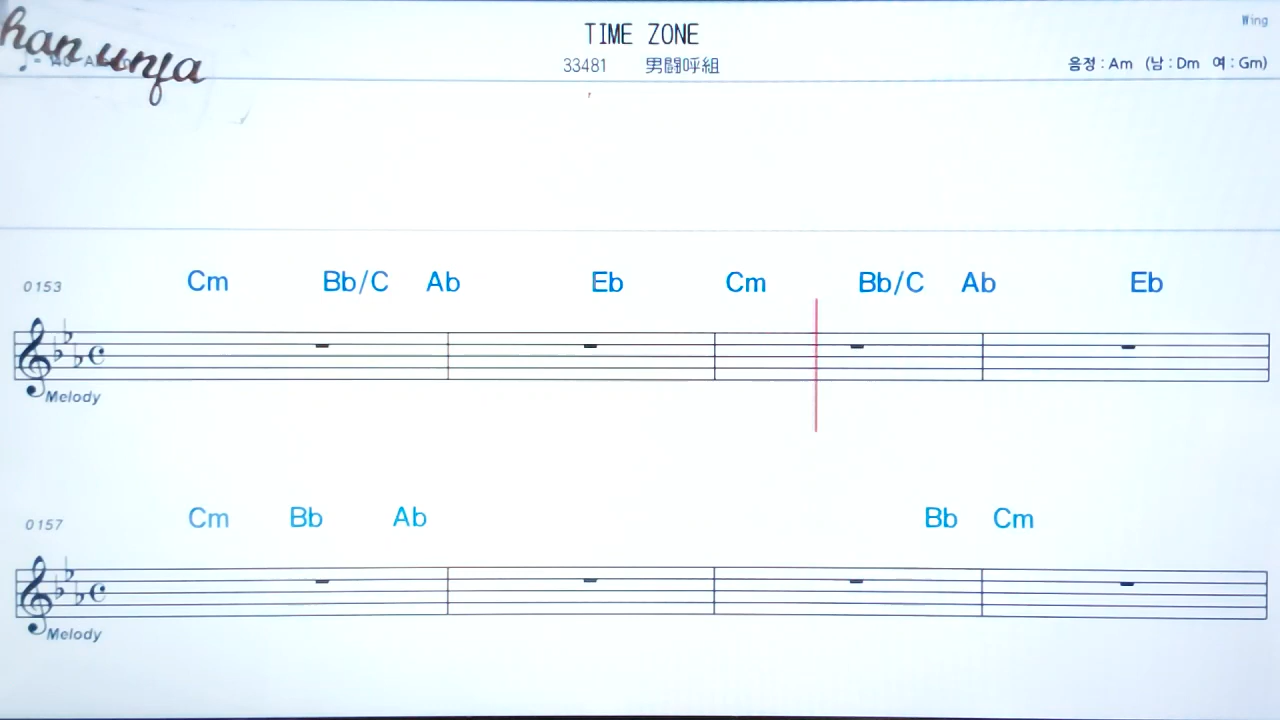 Wing
TIME ZONE
han unfa
33481 男闘呼組
음정 : Am (남 : Dm 여 : Gm)
Cm Bb/C Ab Eb Cm Bb/C Ab Eb
0153
Melody
Cm Bb Ab Bb Cm
0157
Melody